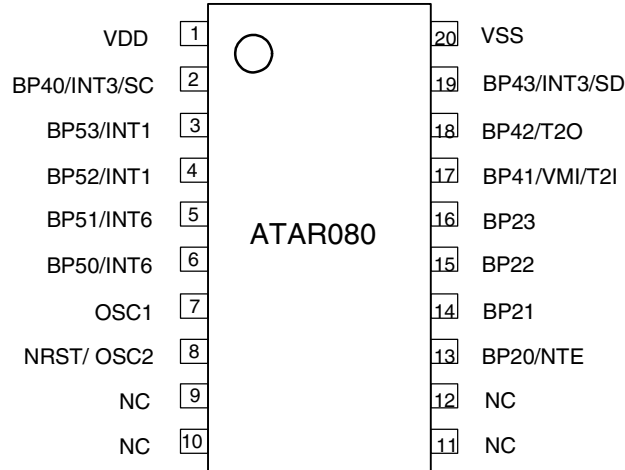 VDD 1 20 VSS
BP40/INT3/SC 2 19 BP43/INT3/SD
BP53/INT1 3 18 BP42/T2O
BP52/INT1 4 17 BP41/VMI/T2I
BP51/INT6 5 16 BP23
ATAR080
BP50/INT6 6 15 BP22
OSC1 7 14 BP21
NRST/ OSC2 8 13 BP20/NTE
NC 9 12 NC
NC 10 11 NC